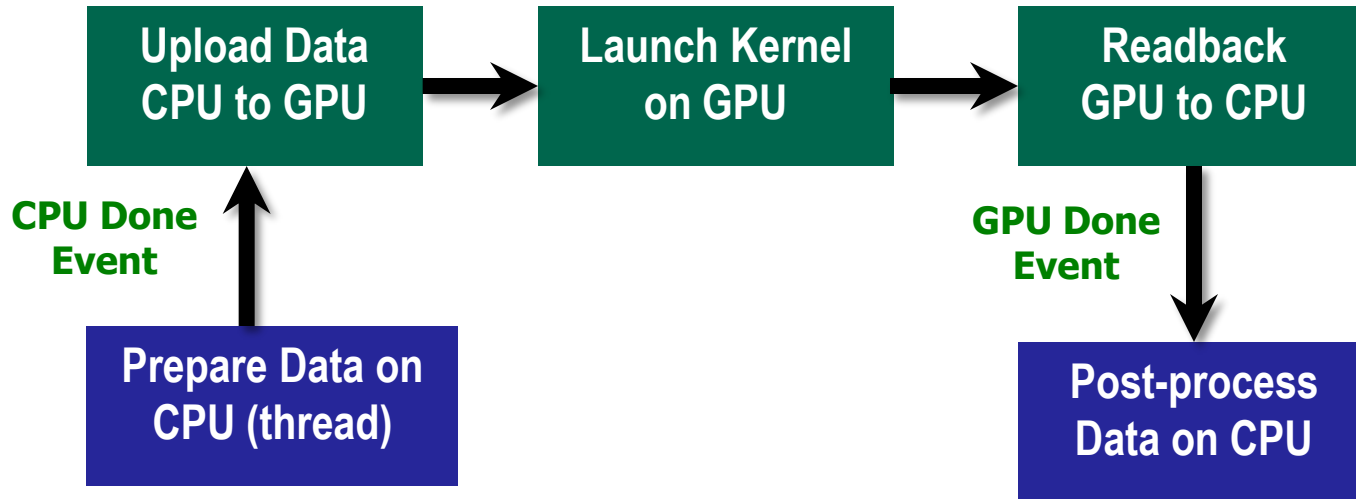 Upload Data
CPU to GPU
Launch Kernel
on GPU
Readback
GPU to CPU
CPU Done
Event
GPU Done
Event
Prepare Data on
CPU (thread)
Post-process
Data on CPU